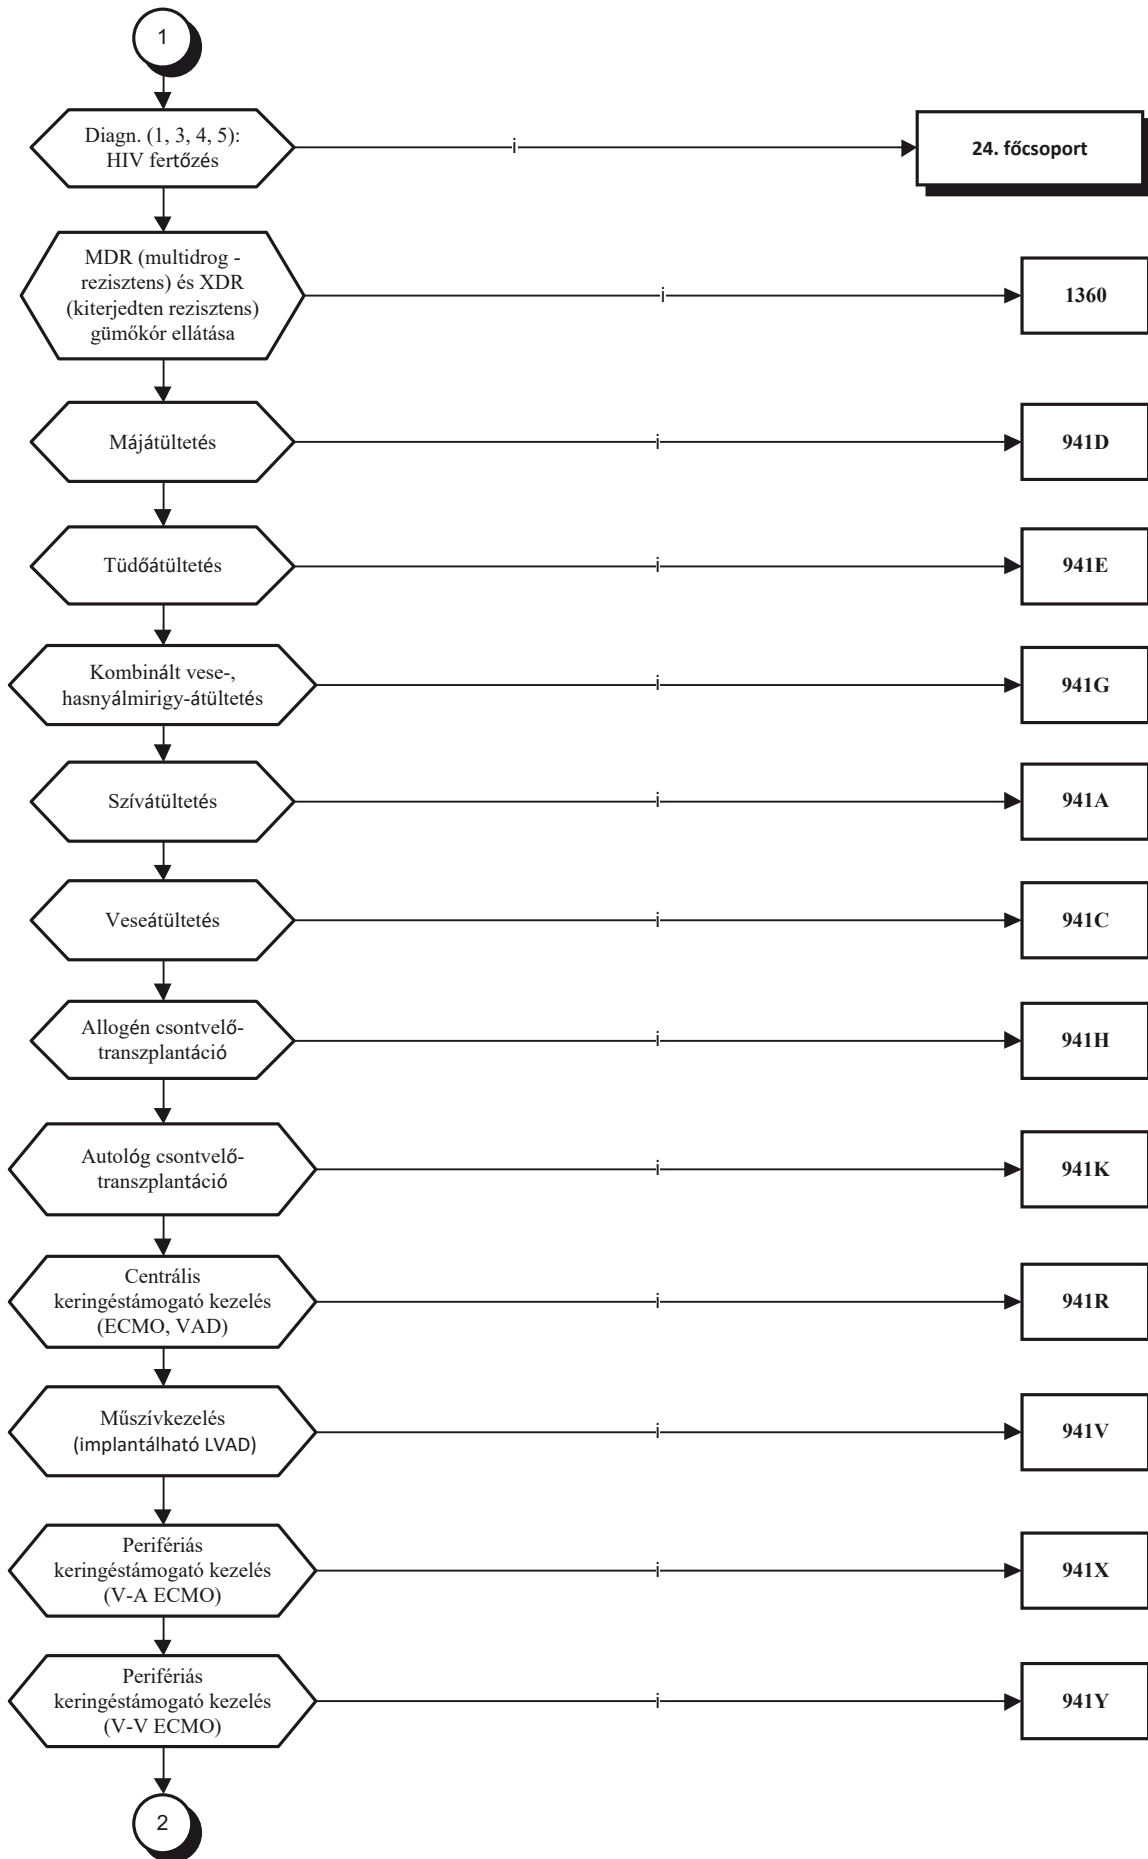 1
Diagn. (1, 3, 4, 5):
HIV fertőzés
i
24. főcsoport
MDR (multidrog -
rezisztens) és XDR
(kiterjedten rezisztens)
gümőkór ellátása
i
1360
Májátültetés
i
941D
Tüdőátültetés
i
941E
Kombinált vese-,
hasnyálmirigy-átültetés
i
941G
Szívátültetés
i
941A
Veseátültetés
i
941C
Allogén csontvelő-
transzplantáció
i
941H
Autológ csontvelő-
transzplantáció
i
941K
Centrális
keringéstámogató kezelés
(ECMO, VAD)
i
941R
Műszívkezelés
(implantálható LVAD)
i
941V
Perifériás
keringéstámogató kezelés
(V-A ECMO)
i
941X
Perifériás
keringéstámogató kezelés
(V-V ECMO)
i
941Y
2